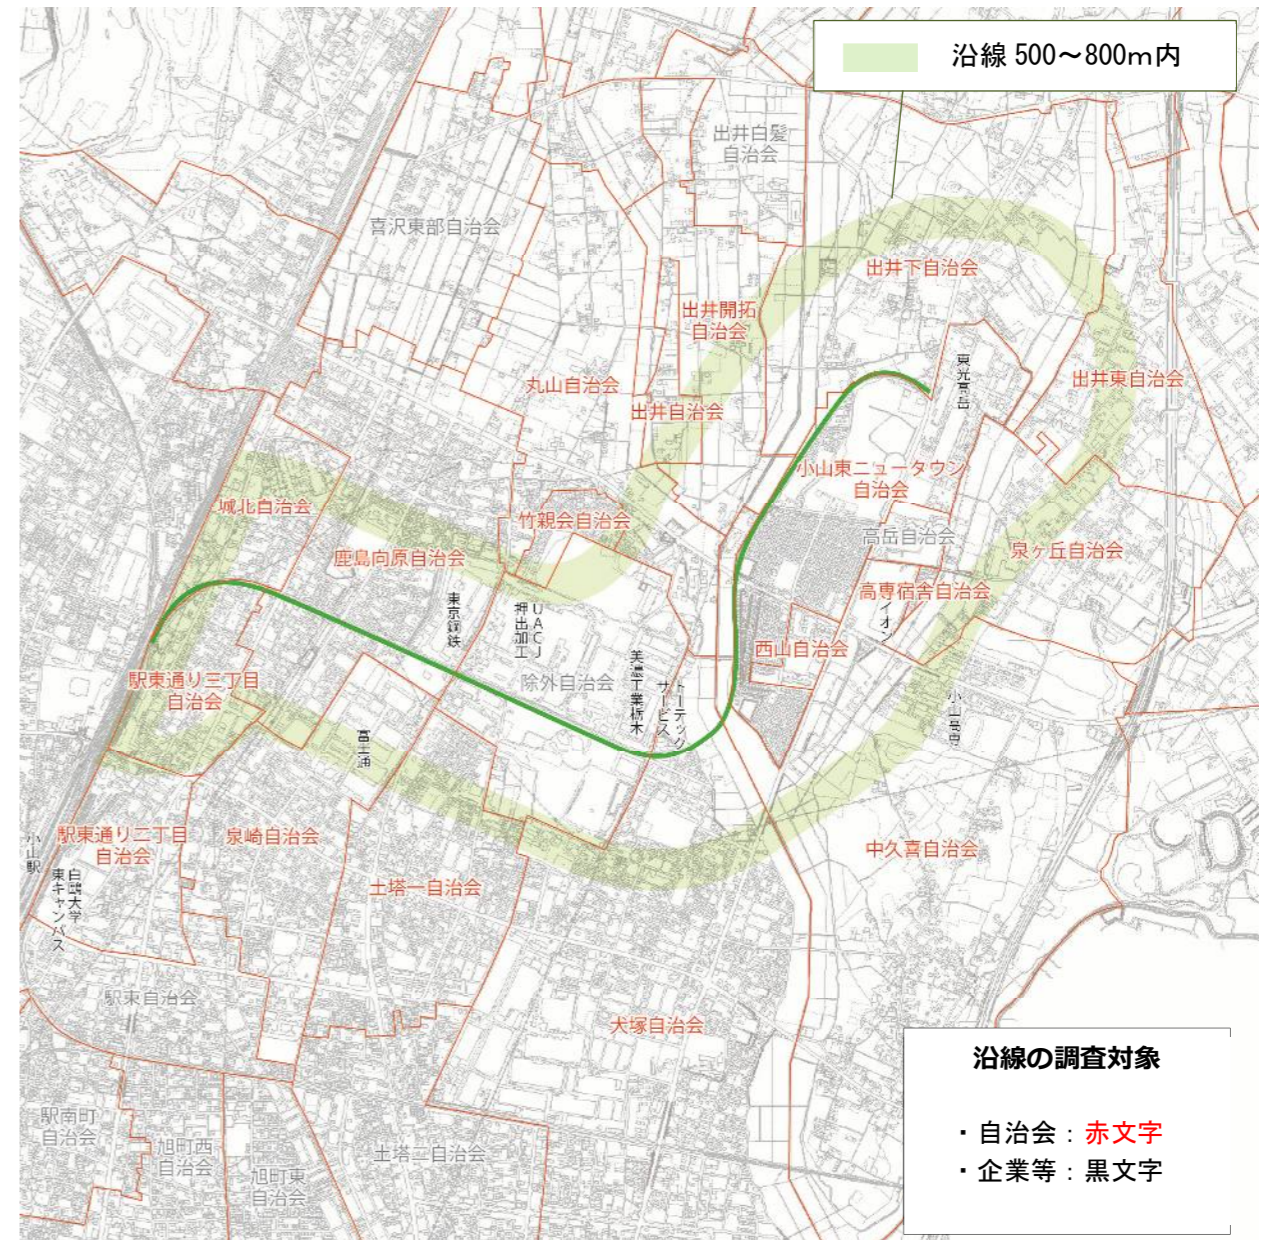 沿線 500～800ｍ内
出井白髪
自治会
喜沢東部自治会
出井下自治会
出井開拓
自治会
東光高岳
丸山自治会
出井東自治会
出井自治会
小山東ニュータウン
自治会
城北自治会
竹親会自治会
高岳自治会
鹿島向原自治会
泉ヶ丘自治会
高専宿舎自治会
イオン
東京鋼鉄
ＵＡＣＪ
押出加工
西山自治会
美濃工業栃木
トーテック
サービス
除外自治会
駅東通り三丁目
自治会
小山高専
富士通
駅東通り二丁目
自治会
泉崎自治会
小山駅
中久喜自治会
白鷗大学
東キャンパス
土塔一自治会
駅東自治会
犬塚自治会
駅南町
自治会
旭町西
自治会
土塔二自治会
旭町東
自治会
沿線の調査対象
・自治会：赤文字
・企業等：黒文字